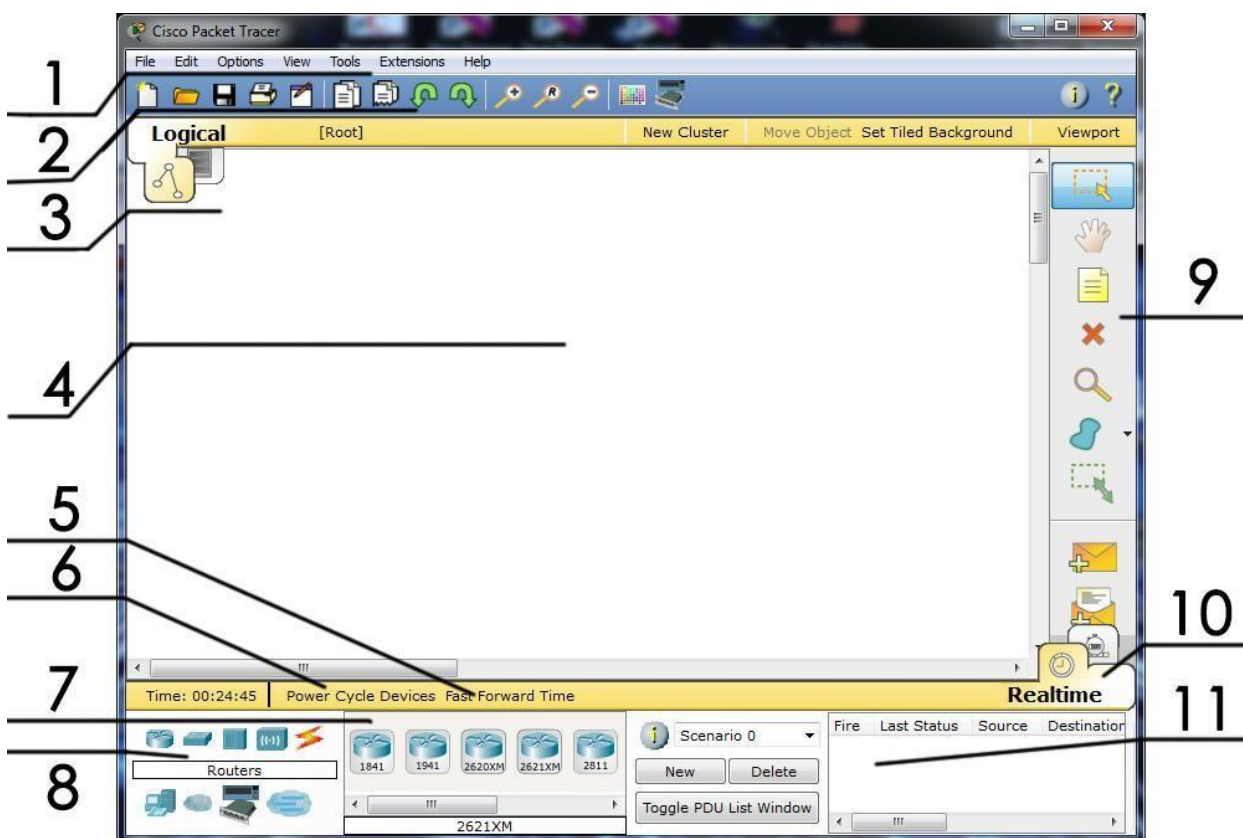 Cisco Packet Tracer
File Edit Options View Tools Extensions Help
1
2
R
i ?
Logical [Root] New Cluster Move Object Set Tiled Background Viewport
3
4
9
5
6
10
Time: 00:24:45 Power Cycle Devices Fast Forward Time Realtime
7
11
8
Routers
1841 1941 2620XM 2621XM 2811
2621XM
i Scenario 0
New Delete
Toggle PDU List Window
Fire Last Status Source Destination